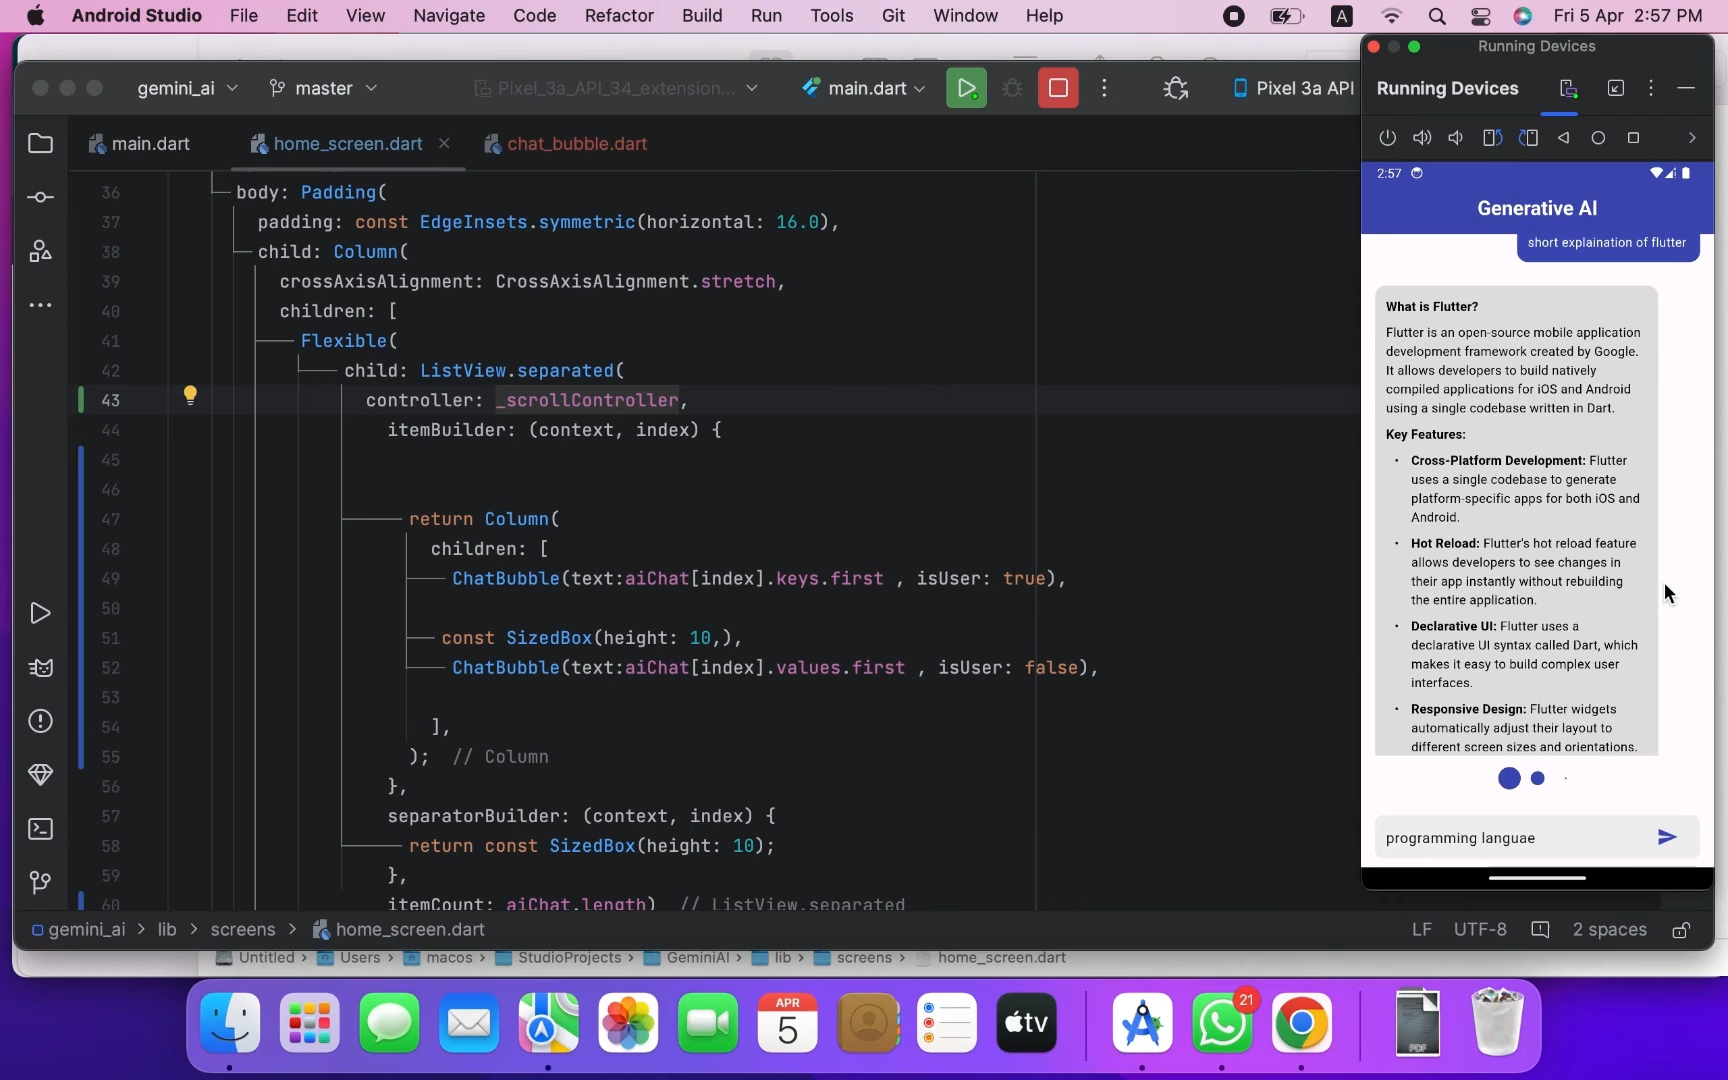 Android Studio File Edit View Navigate Code Refactor Build Run Tools Git Window Help
A Fri 5 Apr 2:57 PM
gemini_ai master Pixel_3a_API_34_extension... main.dart Pixel 3a API
main.dart home_screen.dart chat_bubble.dart
36 body: Padding(
37 padding: const EdgeInsets.symmetric(horizontal: 16.0),
38 child: Column(
39 crossAxisAlignment: CrossAxisAlignment.stretch,
40 children: [
41 Flexible(
42 child: ListView.separated(
43 controller: _scrollController,
44 itemBuilder: (context, index) {
45
46
47 return Column(
48 children: [
49 ChatBubble(text:aiChat[index].keys.first , isUser: true),
50
51 const SizedBox(height: 10,),
52 ChatBubble(text:aiChat[index].values.first , isUser: false),
53
54 ],
55 ); // Column
56 },
57 separatorBuilder: (context, index) {
58 return const SizedBox(height: 10);
59 },
60 itemCount: aiChat.length) // ListView.separated
gemini_ai > lib > screens > home_screen.dart
LF UTF-8 2 spaces
Untitled › Users › macos › StudioProjects › GeminiAI › lib › screens › home_screen.dart
Running Devices
Running Devices
2:57
Generative AI
short explaination of flutter
What is Flutter?
Flutter is an open-source mobile application
development framework created by Google.
It allows developers to build natively
compiled applications for iOS and Android
using a single codebase written in Dart.
Key Features:
• Cross-Platform Development: Flutter
uses a single codebase to generate
platform-specific apps for both iOS and
Android.
• Hot Reload: Flutter's hot reload feature
allows developers to see changes in
their app instantly without rebuilding
the entire application.
• Declarative UI: Flutter uses a
declarative UI syntax called Dart, which
makes it easy to build complex user
interfaces.
• Responsive Design: Flutter widgets
automatically adjust their layout to
different screen sizes and orientations.
programming languae
APR
5
tv
21
PDF